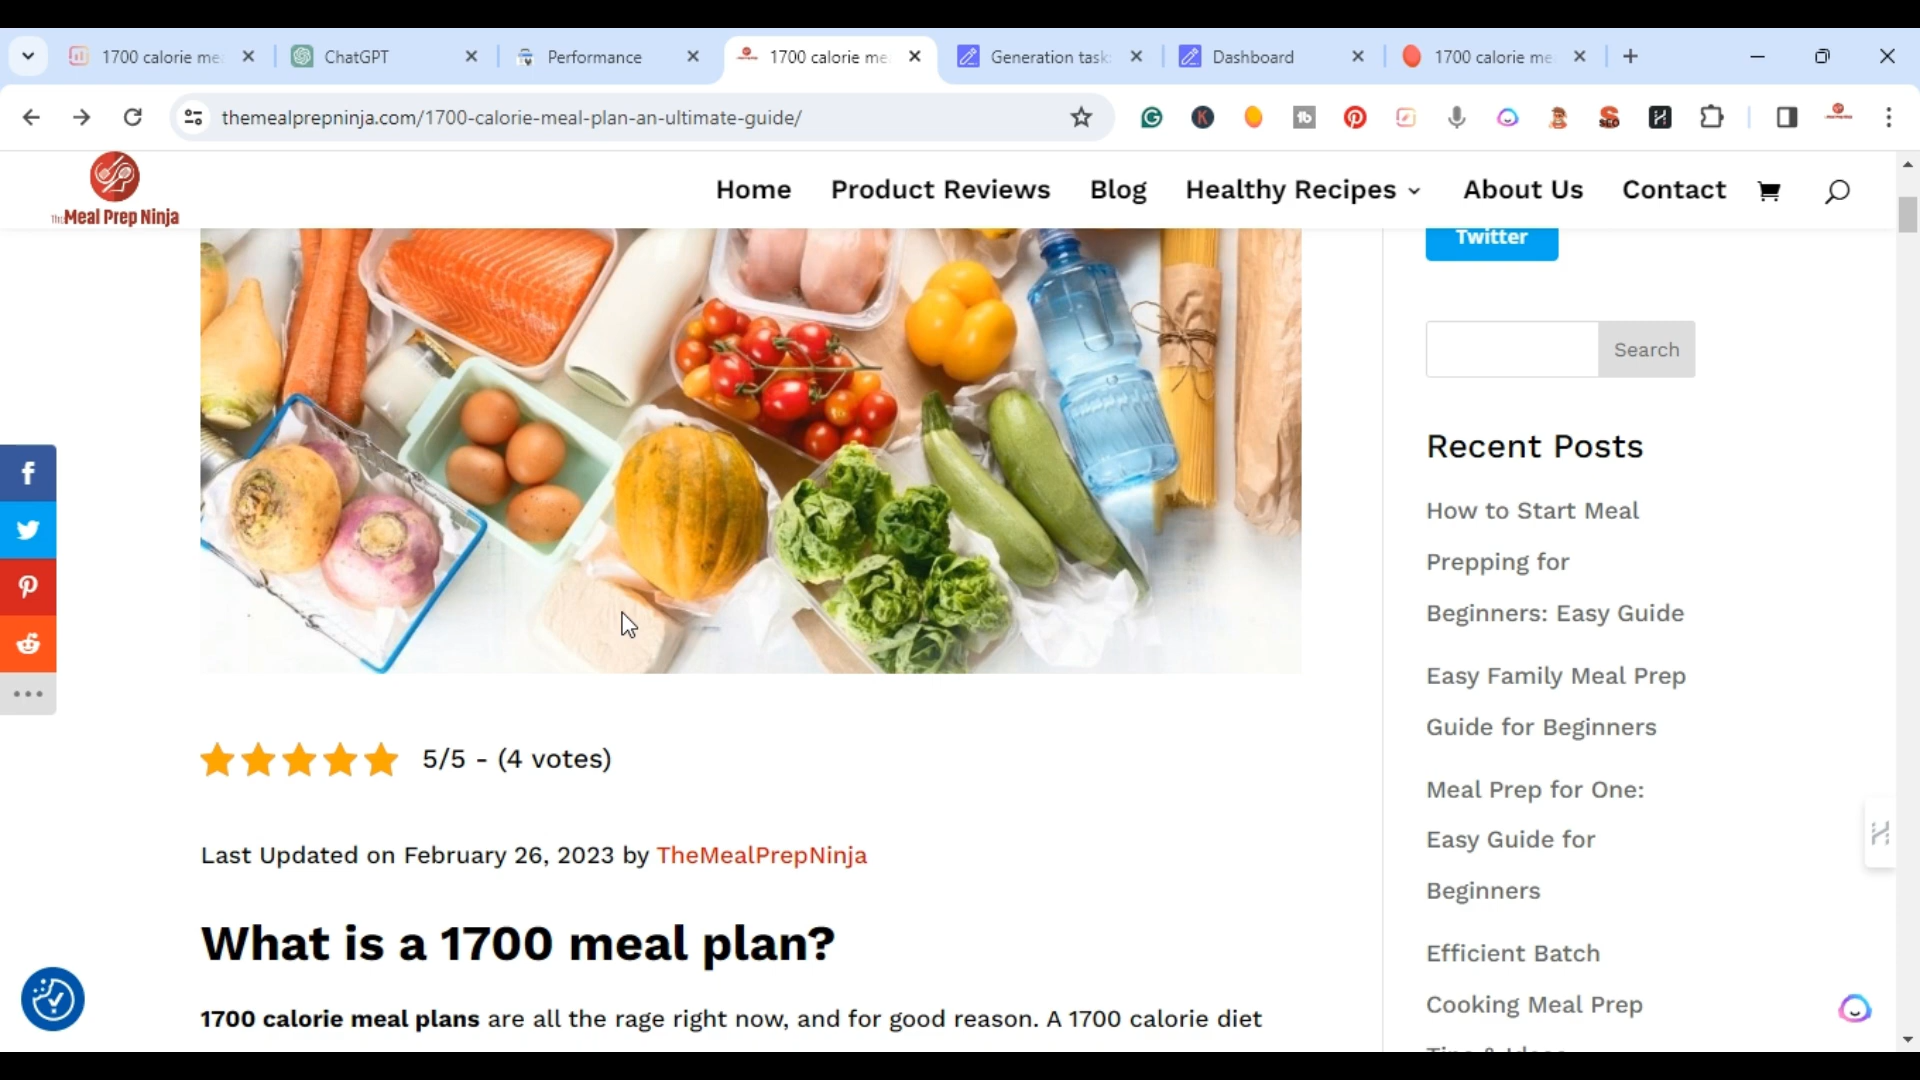 1700 calorie me
ChatGPT
Performance
1700 calorie me
Generation task
Dashboard
1700 calorie me
themealprepninja.com/1700-calorie-meal-plan-an-ultimate-guide/
K
tb
SEO
The Meal Prep Ninja
Home
Product Reviews
Blog
Healthy Recipes
About Us
Contact
Twitter
Search
Recent Posts
How to Start Meal
Prepping for
Beginners: Easy Guide
Easy Family Meal Prep
Guide for Beginners
Meal Prep for One:
Easy Guide for
Beginners
Efficient Batch
Cooking Meal Prep
5/5 - (4 votes)
Last Updated on February 26, 2023 by TheMealPrepNinja
What is a 1700 meal plan?
1700 calorie meal plans are all the rage right now, and for good reason. A 1700 calorie diet